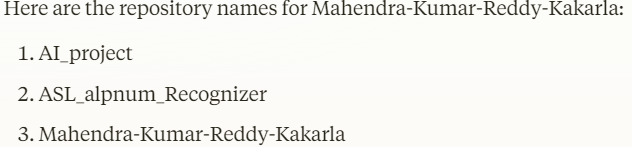 Here are the repository names for Mahendra-Kumar-Reddy-Kakarla:
1. AI_project
2. ASL_alpnum_Recognizer
3. Mahendra-Kumar-Reddy-Kakarla